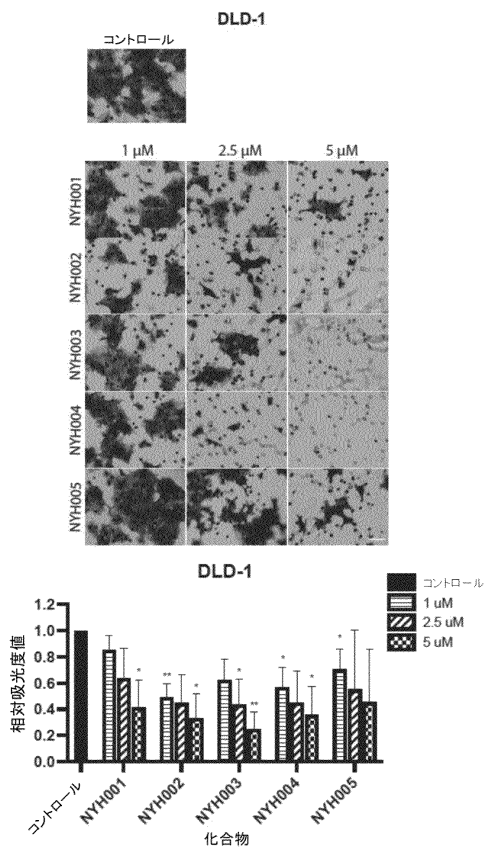 DLD-1
コントロール
1 µM 2.5 µM 5 µM
NYH001
NYH002
NYH003
NYH004
NYH005
DLD-1
コントロール
1 uM
2.5 uM
5 uM
相対吸光度値
1.2
1.0
0.8
0.6
0.4
0.2
0.0
* ** * * ** * * *
コントロール NYH001 NYH002 NYH003 NYH004 NYH005
化合物